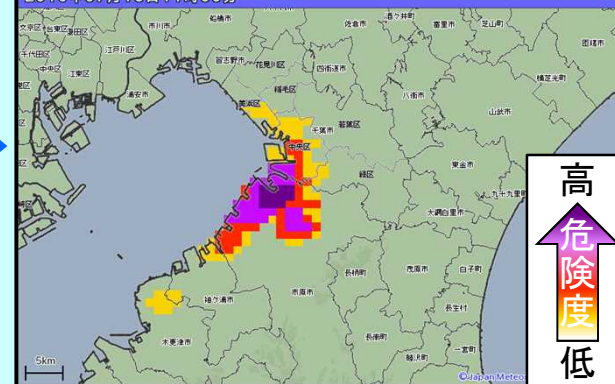 船橋市
市川市
佐倉市
酒々井町
富里市
芝山町
匝瑳市
文京区
台東区
墨田区
江戸川区
千代田区
習志野市
花見川区
四街道市
中央区
江東区
浦安市
稲毛区
八街市
横芝光町
美浜区
千葉市
若葉区
山武市
中央区
緑区
東金市
九十九里町
大網白里市
長柄町
茂原市
白子町
袖ケ浦市
市原市
長生村
木更津市
長南町
睦沢町
一宮町
5km
©Japan Meteo
高
危険度
低